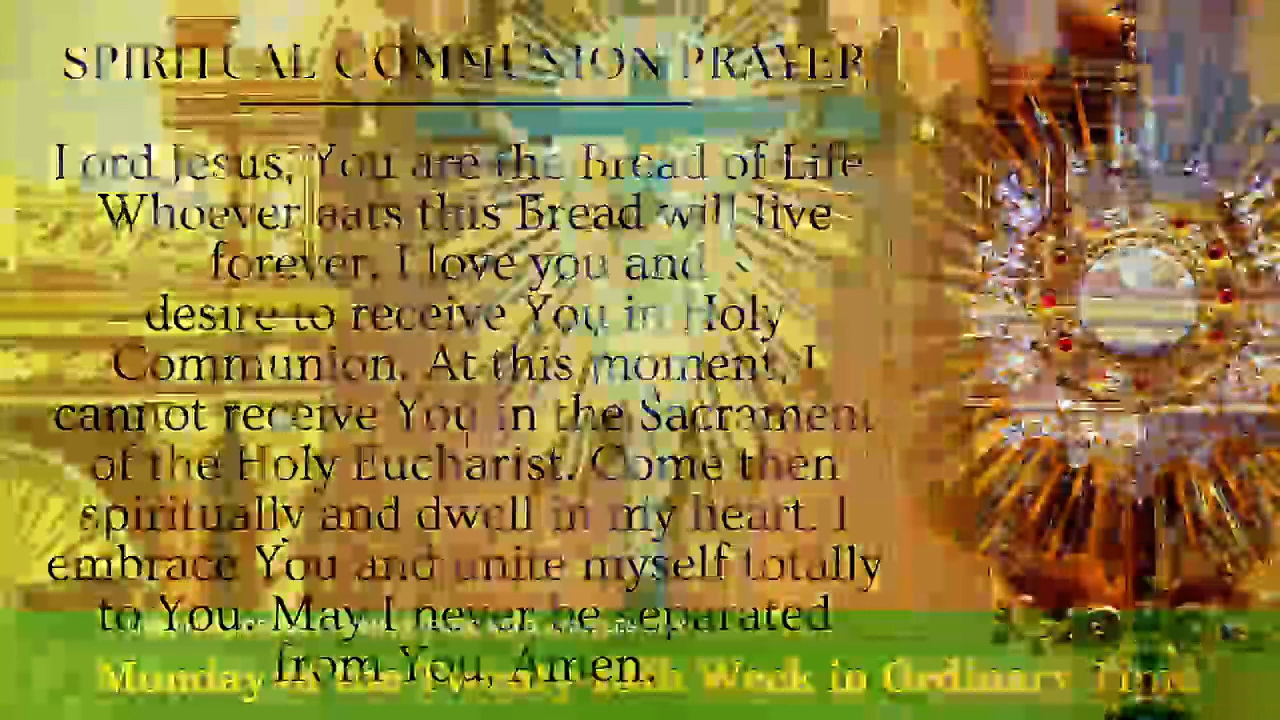 SPIRITUAL COMMUNION PRAYER
Lord Jesus, You are the Bread of Life.
Whoever eats this Bread will live
forever. I love you and
desire to receive You in Holy
Communion. At this moment, I
cannot receive You in the Sacrament
of the Holy Eucharist. Come then
spiritually and dwell in my heart. I
embrace You and unite myself totally
to You. May I never be separated
from You, Amen.
Monday of the Week in Ordinary Time